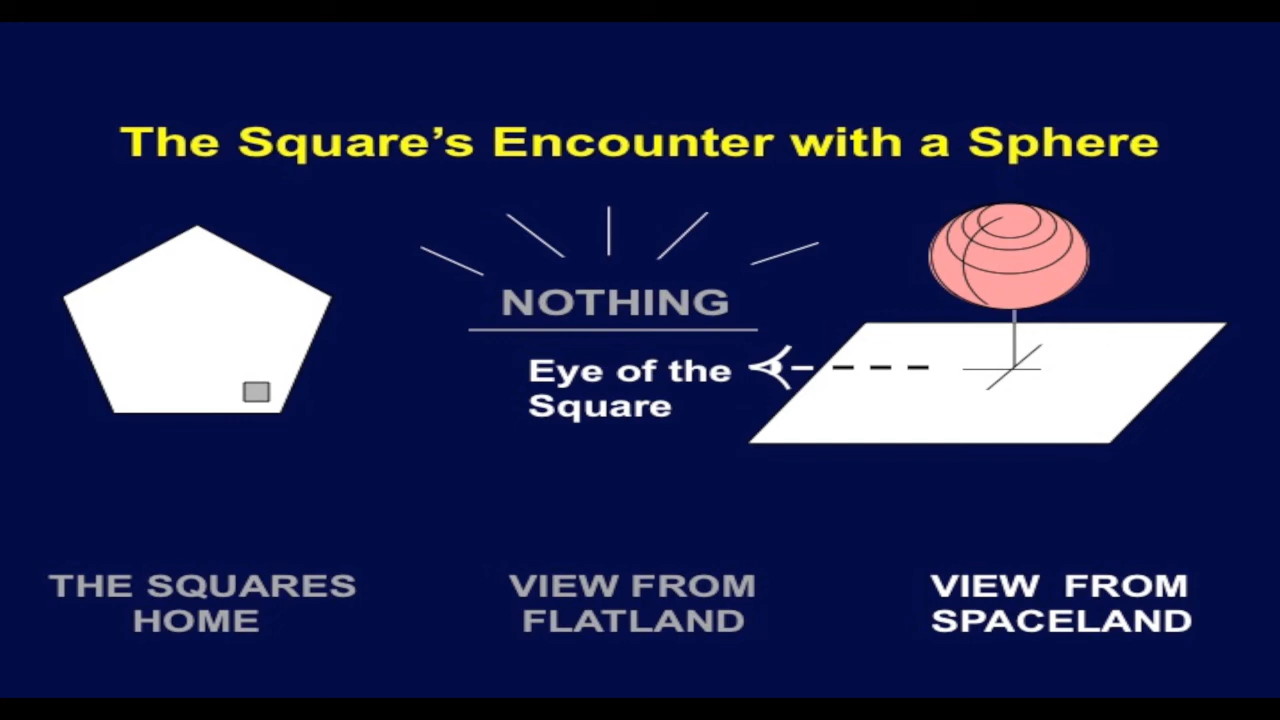 The Square’s Encounter with a Sphere
NOTHING
Eye of the
Square
THE SQUARES
HOME
VIEW FROM
FLATLAND
VIEW FROM
SPACELAND